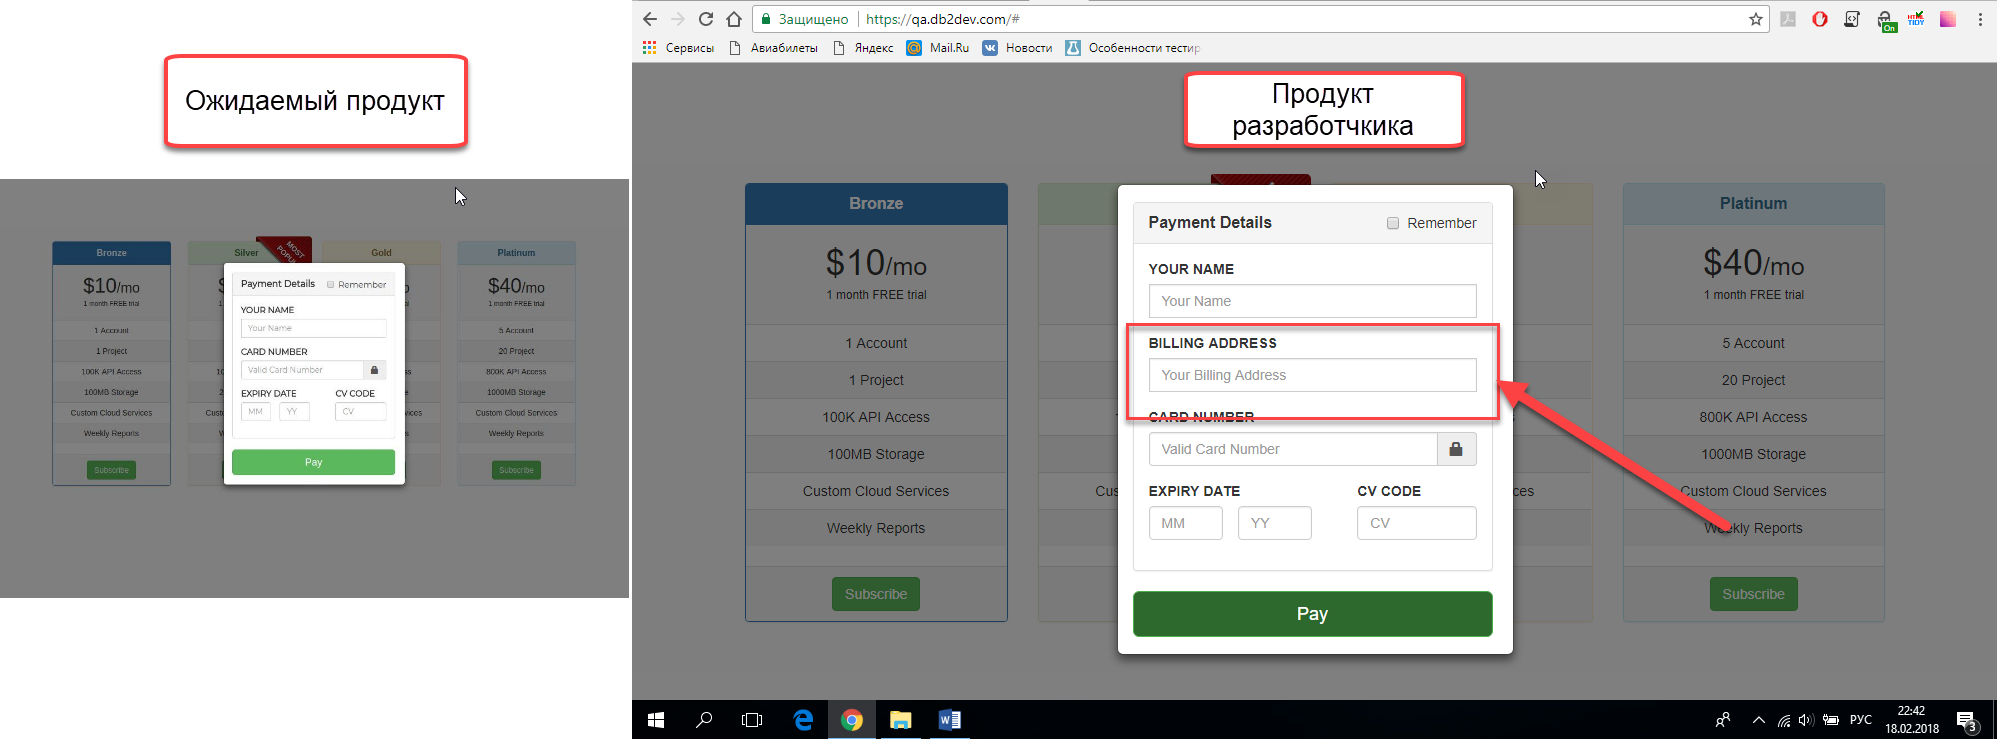 Ожидаемый продукт
Bronze
Silver
MOST
Gold
Platinum
$10/mo
1 month FREE trial
1 Account
1 Project
100K API Access
100MB Storage
Custom Cloud Services
Weekly Reports
Subscribe
Payment Details
Remember
YOUR NAME
Your Name
CARD NUMBER
Valid Card Number
EXPIRY DATE
CV CODE
MM
YY
CV
Pay
$40/mo
1 month FREE trial
5 Account
20 Project
800K API Access
1000MB Storage
Custom Cloud Services
Weekly Reports
Subscribe
Защищено
https://qa.db2dev.com/#
On
TIDY
Сервисы
Авиабилеты
Яндекс
Mail.Ru
Новости
Особенности тестир
Продукт
разработчкика
Bronze
$10/mo
1 month FREE trial
1 Account
1 Project
100K API Access
100MB Storage
Custom Cloud Services
Weekly Reports
Subscribe
Payment Details
Remember
YOUR NAME
Your Name
BILLING ADDRESS
Your Billing Address
CARD NUMBER
Valid Card Number
EXPIRY DATE
CV CODE
MM
YY
CV
Pay
Platinum
$40/mo
1 month FREE trial
5 Account
20 Project
800K API Access
1000MB Storage
Custom Cloud Services
Weekly Reports
Subscribe
РУС
22:42
18.02.2018
3